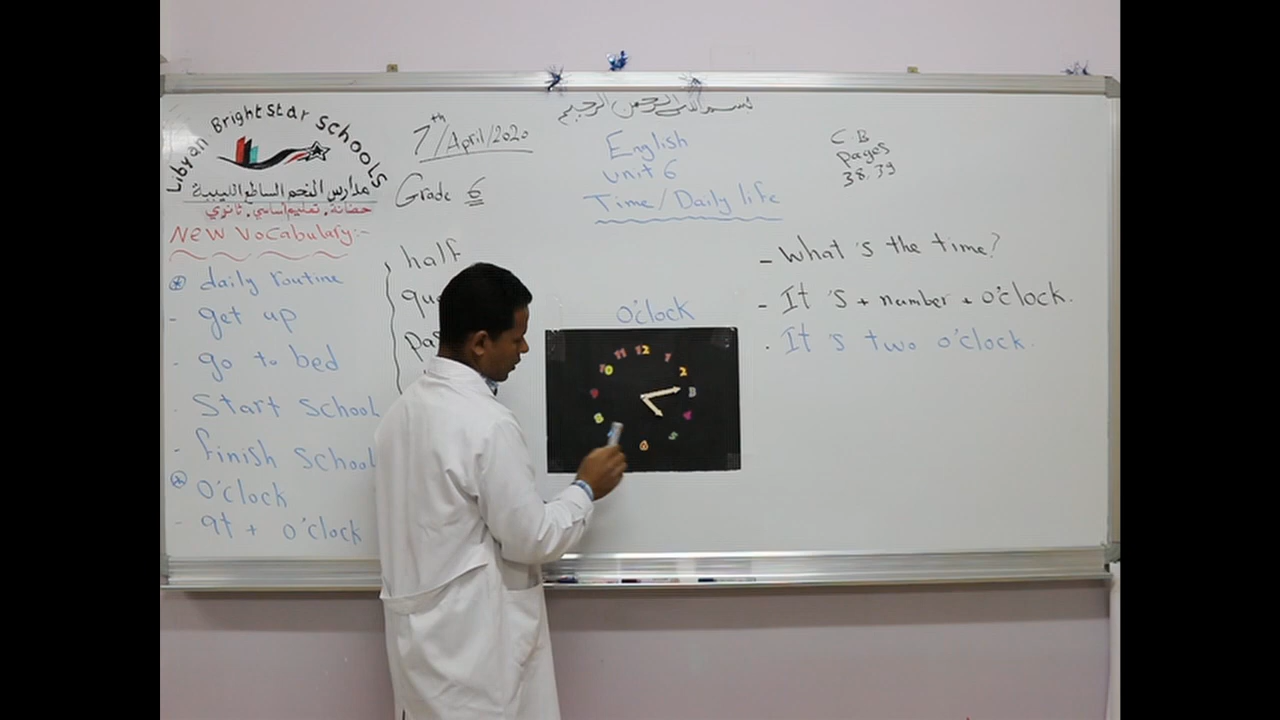 Libyan Bright star schools
مدارس النجم الساطع الليبية
حضانة . تعليم أساسي . ثانوي
7th/April/2020
Grade 6
بسم الله الرحمن الرحيم
English
unit 6
Time/Daily life
C.B
pages
38.39
New Vocabulary:-
daily routine
- get up
- go to bed
- Start school
- finish school
O'clock
- at + O'clock
half
o'clock
11 12 1
10 2
3
8 4
5
6
- What's the time?
- It's + number + o'clock.
. It's two o'clock.